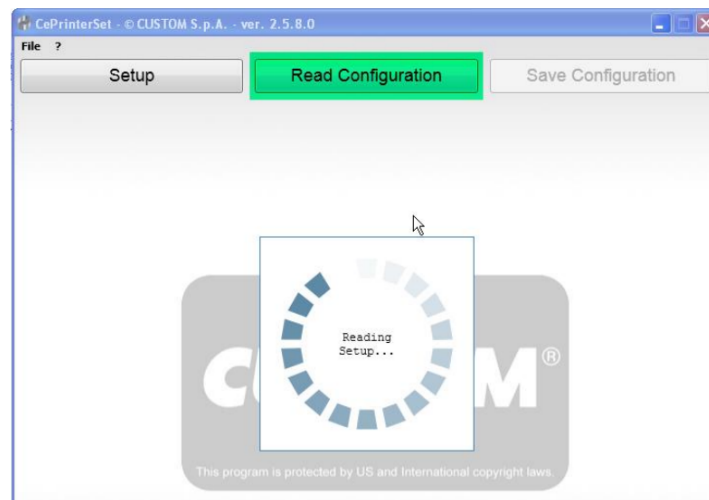 CePrinterSet - © CUSTOM S.p.A. - ver. 2.5.8.0
File ?
Setup Read Configuration Save Configuration
Reading
Setup...
C M®
This program is protected by US and International copyright laws.